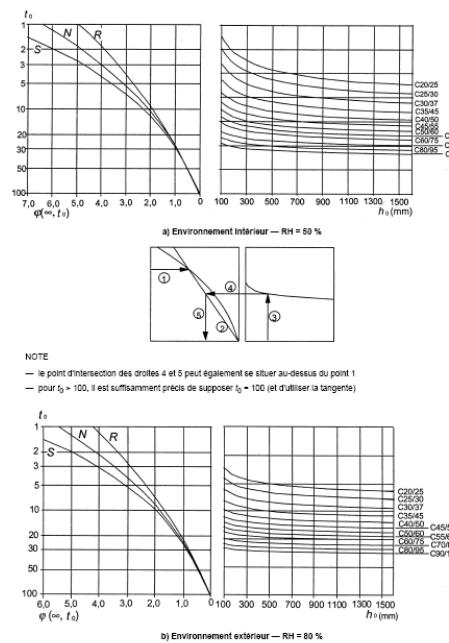 t₀
1
2
3
5
10
20
30
50
100
S
N
R
7,0 6,0 5,0 4,0 3,0 2,0 1,0 0
φ(∞, t₀)
C20/25
C25/30
C30/37
C35/45
C40/50
C45/55
C50/60
C60/75
C80/95
100 300 500 700 900 1100 1300 1500
h₀ (mm)
a) Environnement intérieur — RH = 50 %
1
4
5
2
3
NOTE
— le point d'intersection des droites 4 et 5 peut également se situer au-dessus du point 1
— pour t₀ > 100, il est suffisamment précis de supposer t₀ = 100 (et d'utiliser la tangente)
t₀
1
2
3
5
10
20
30
50
100
S
N
R
6,0 5,0 4,0 3,0 2,0 1,0 0
φ(∞, t₀)
C20/25
C25/30
C30/37
C35/45
C40/50
C50/60
C60/75
C80/95
100 300 500 700 900 1100 1300 1500
h₀ (mm)
b) Environnement extérieur — RH = 80 %